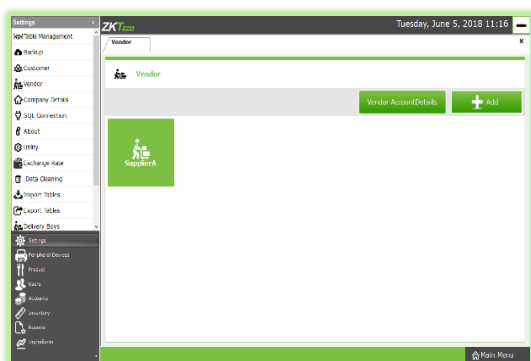 Settings
ZKTeco
Tuesday, June 5, 2018 11:16
Table Management
Vendor
x
Backup
Customer
Vendor
Vendor
Company Details
Vendor AccountDetails
Add
SQL Connection
About
Utility
SupplierA
Exchange Rate
Data Cleaning
Import Tables
Export Tables
Delivery Boys
Settings
Peripheral Devices
Product
Users
Accounts
Inventory
Reports
Ingredients
Main Menu